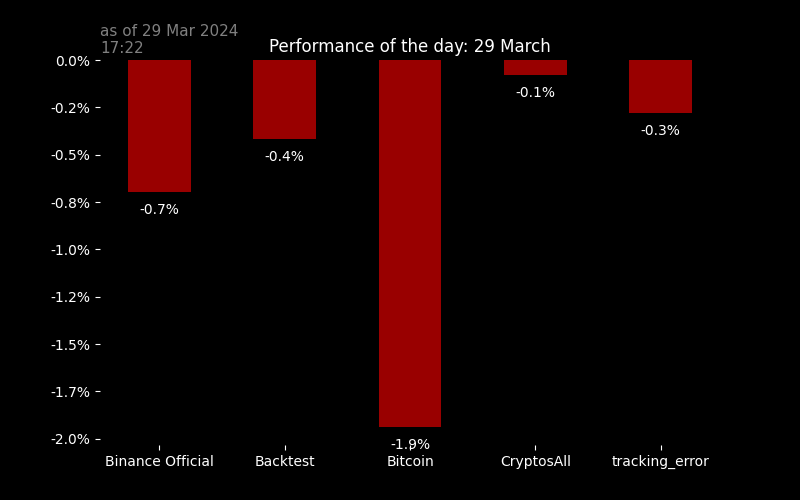 as of 29 Mar 2024
17:22
Performance of the day: 29 March
0.0%
-0.2%
-0.5%
-0.8%
-1.0%
-1.2%
-1.5%
-1.7%
-2.0%
-0.7%
-0.4%
-1.9%
-0.1%
-0.3%
Binance Official
Backtest
Bitcoin
CryptosAll
tracking_error